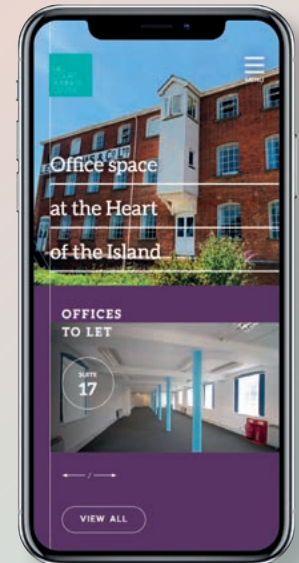 MENU
Office space
at the Heart
of the Island
OFFICES
TO LET
SUITE
17
VIEW ALL